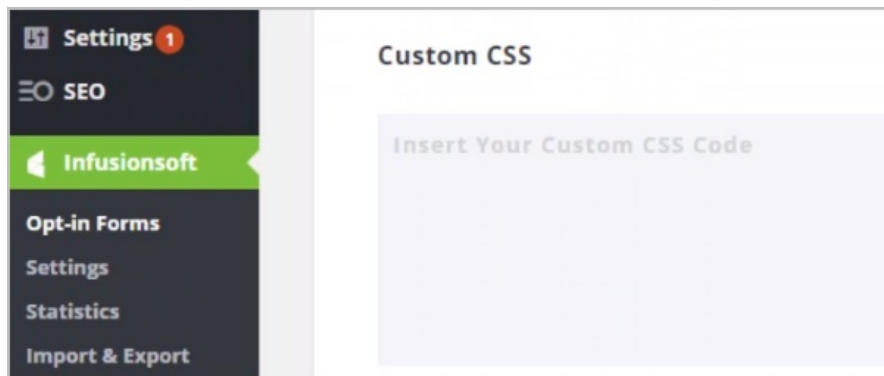 Settings 1
SEO
Infusionsoft
Opt-in Forms
Settings
Statistics
Import & Export
Custom CSS
Insert Your Custom CSS Code